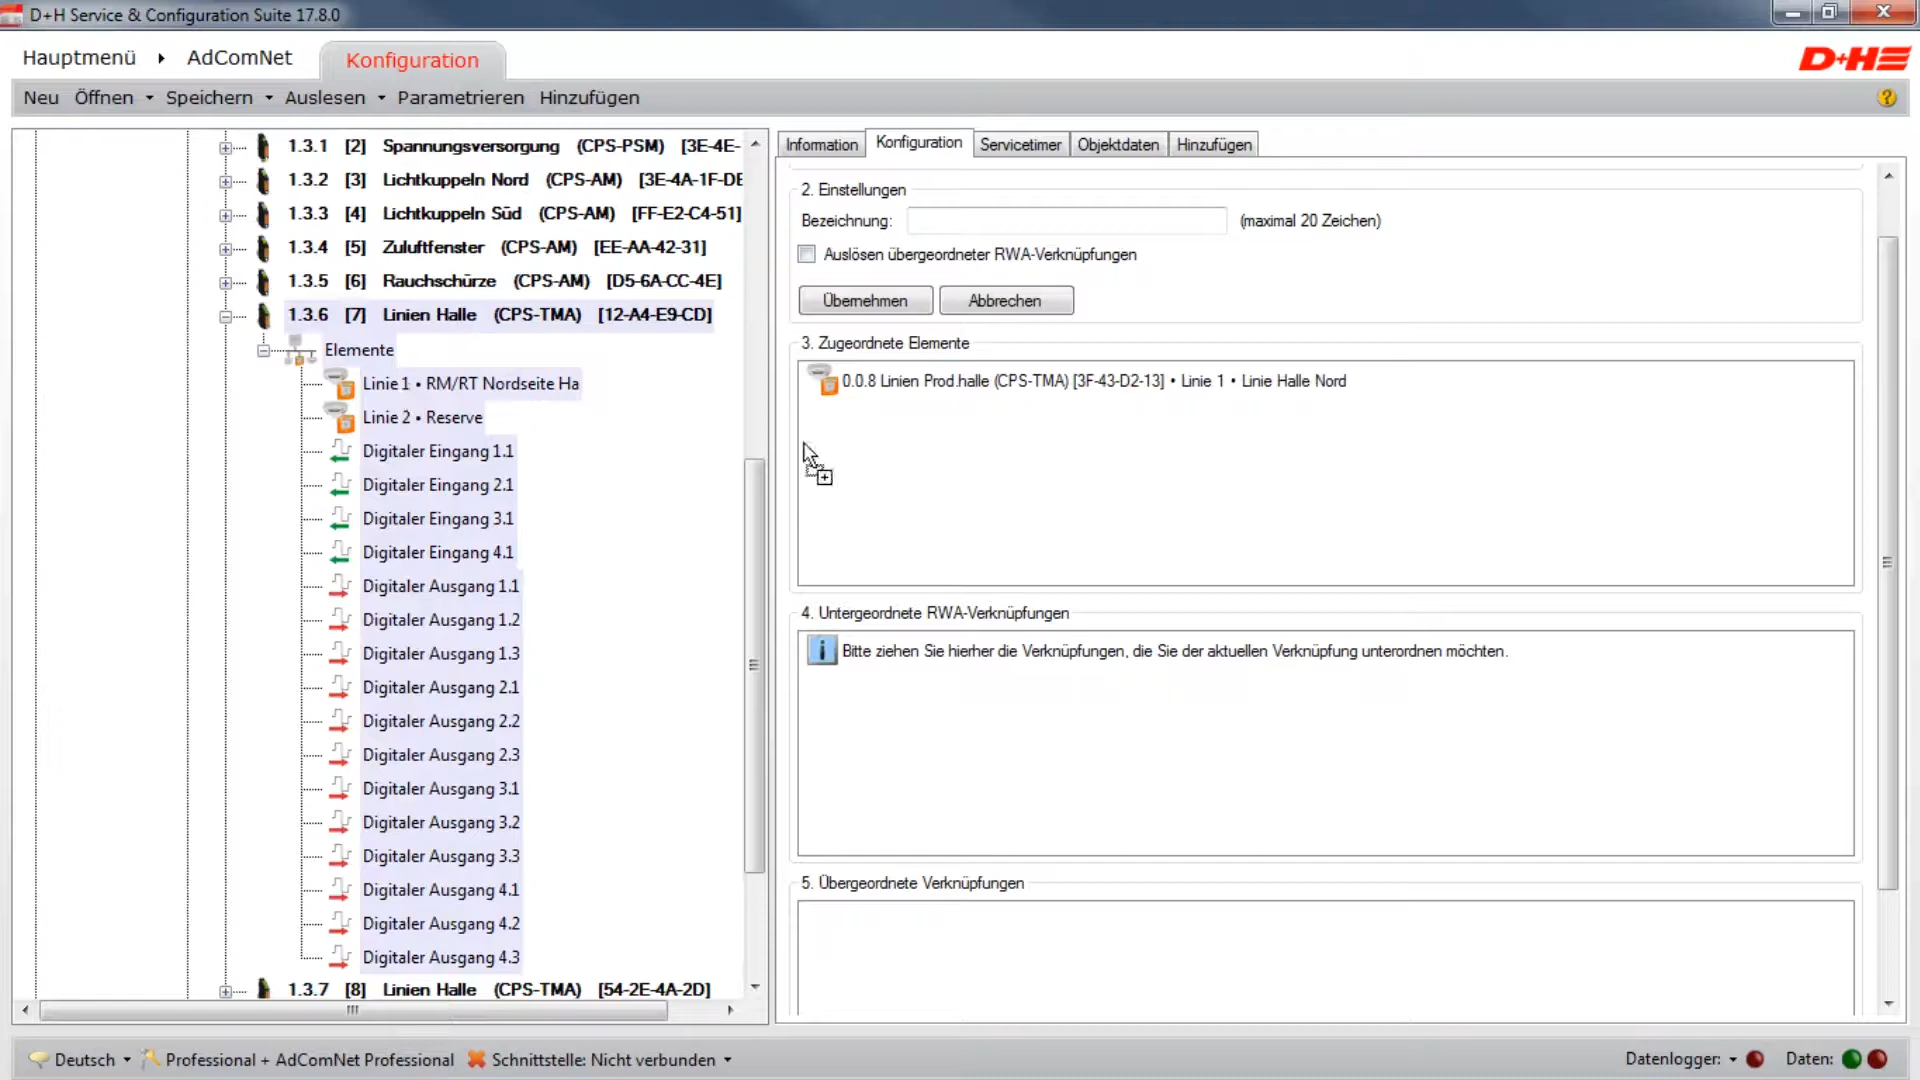 D+H Service & Configuration Suite 17.8.0
Hauptmenü AdComNet Konfiguration
D+H
Neu Öffnen Speichern Auslesen Parametrieren Hinzufügen
1.3.1 [2] Spannungsversorgung (CPS-PSM) [3E-4E-
1.3.2 [3] Lichtkuppeln Nord (CPS-AM) [3E-4A-1F-DE
1.3.3 [4] Lichtkuppeln Süd (CPS-AM) [FF-E2-C4-51]
1.3.4 [5] Zuluftfenster (CPS-AM) [EE-AA-42-31]
1.3.5 [6] Rauchschürze (CPS-AM) [D5-6A-CC-4E]
1.3.6 [7] Linien Halle (CPS-TMA) [12-A4-E9-CD]
Elemente
Linie 1 • RM/RT Nordseite Ha
Linie 2 • Reserve
Digitaler Eingang 1.1
Digitaler Eingang 2.1
Digitaler Eingang 3.1
Digitaler Eingang 4.1
Digitaler Ausgang 1.1
Digitaler Ausgang 1.2
Digitaler Ausgang 1.3
Digitaler Ausgang 2.1
Digitaler Ausgang 2.2
Digitaler Ausgang 2.3
Digitaler Ausgang 3.1
Digitaler Ausgang 3.2
Digitaler Ausgang 3.3
Digitaler Ausgang 4.1
Digitaler Ausgang 4.2
Digitaler Ausgang 4.3
1.3.7 [8] Linien Halle (CPS-TMA) [54-2E-4A-2D]
Information Konfiguration Servicetimer Objektdaten Hinzufügen
2. Einstellungen
Bezeichnung: (maximal 20 Zeichen)
Auslösen übergeordneter RWA-Verknüpfungen
Übernehmen Abbrechen
3. Zugeordnete Elemente
0.0.8 Linien Prod.halle (CPS-TMA) [3F-43-D2-13] • Linie 1 • Linie Halle Nord
4. Untergeordnete RWA-Verknüpfungen
Bitte ziehen Sie hierher die Verknüpfungen, die Sie der aktuellen Verknüpfung unterordnen möchten.
5. Übergeordnete Verknüpfungen
Deutsch Professional + AdComNet Professional Schnittstelle: Nicht verbunden Datenlogger: Daten: